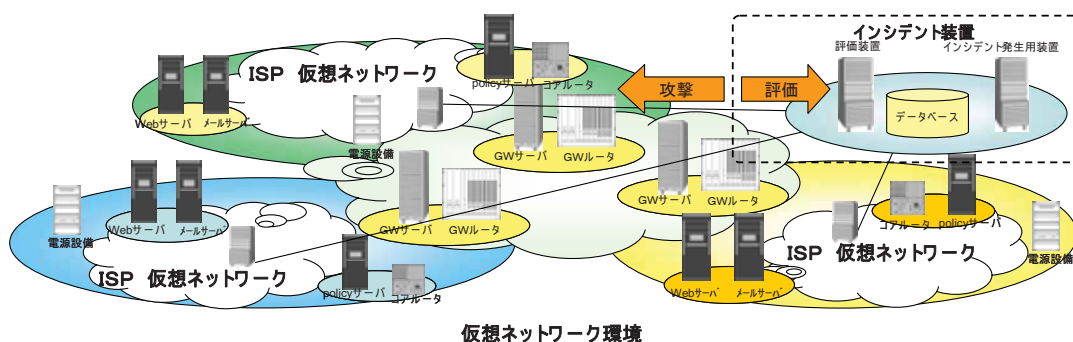 インシデント装置
評価装置
インシデント発生用装置
データベース
攻撃
評価
ISP 仮想ネットワーク
policyサーバ
コアルータ
Webサーバ
メールサーバ
電源設備
GWサーバ
GWルータ
GWサーバ
GWルータ
GWサーバ
GWルータ
電源設備
Webサーバ
メールサーバ
ISP 仮想ネットワーク
policyサーバ
コアルータ
コアルータ
policyサーバ
ISP 仮想ネットワーク
電源設備
Webサーバ
メールサーバ
仮想ネットワーク環境